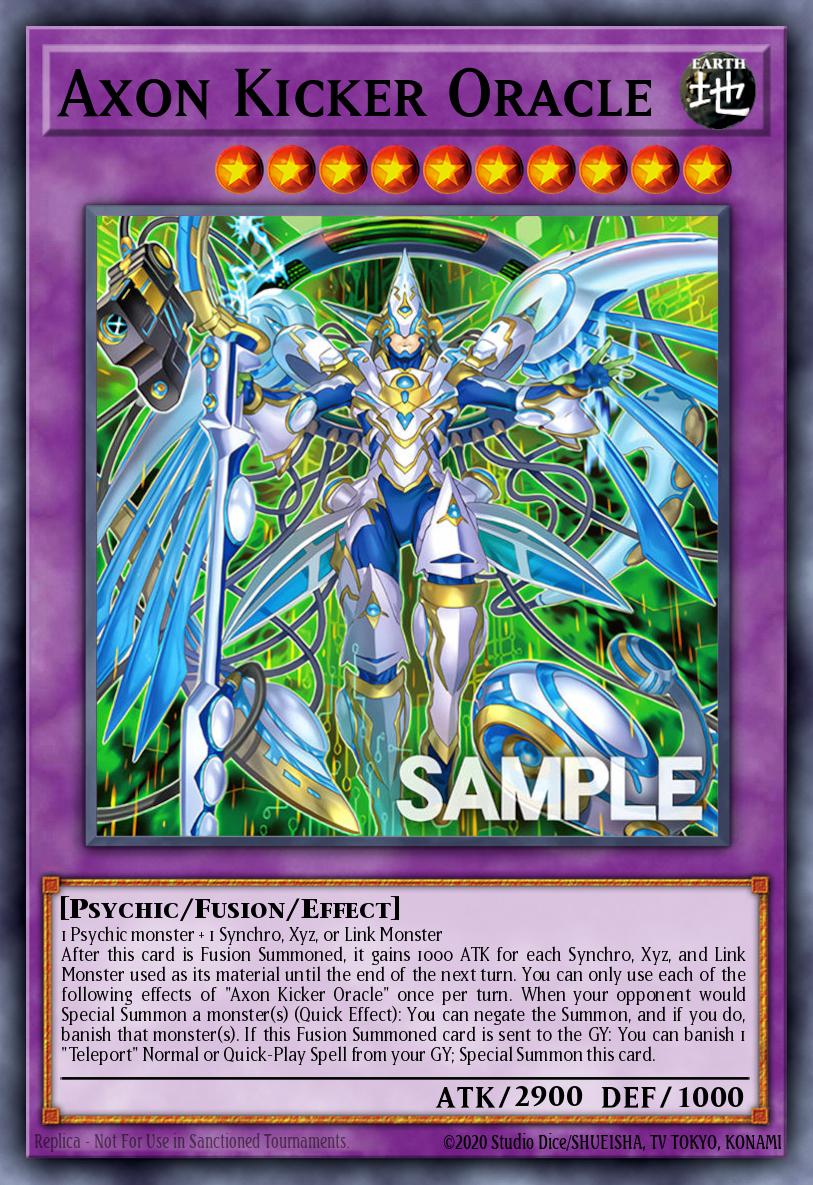 Axon Kicker Oracle
EARTH
地
SAMPLE
[Psychic/Fusion/Effect]
1 Psychic monster + 1 Synchro, Xyz, or Link Monster
After this card is Fusion Summoned, it gains 1000 ATK for each Synchro, Xyz, and Link
Monster used as its material until the end of the next turn. You can only use each of the
following effects of "Axon Kicker Oracle" once per turn. When your opponent would
Special Summon a monster(s) (Quick Effect): You can negate the Summon, and if you do,
banish that monster(s). If this Fusion Summoned card is sent to the GY: You can banish 1
"Teleport" Normal or Quick-Play Spell from your GY; Special Summon this card.
ATK/2900 DEF/1000
Replica - Not For Use in Sanctioned Tournaments.
©2020 Studio Dice/SHUEISHA, TV TOKYO, KONAMI